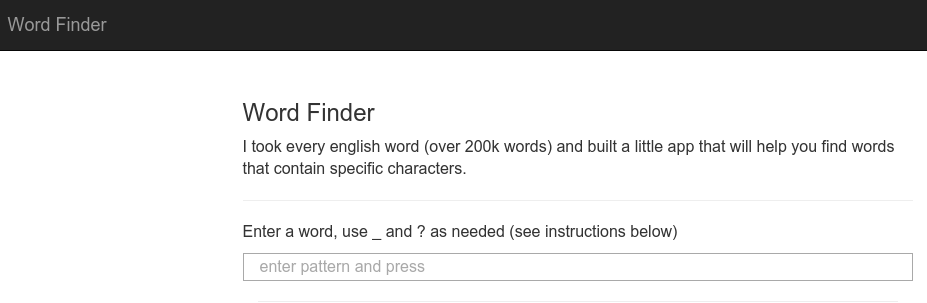 Word Finder
Word Finder
I took every english word (over 200k words) and built a little app that will help you find words
that contain specific characters.
Enter a word, use _ and ? as needed (see instructions below)
enter pattern and press